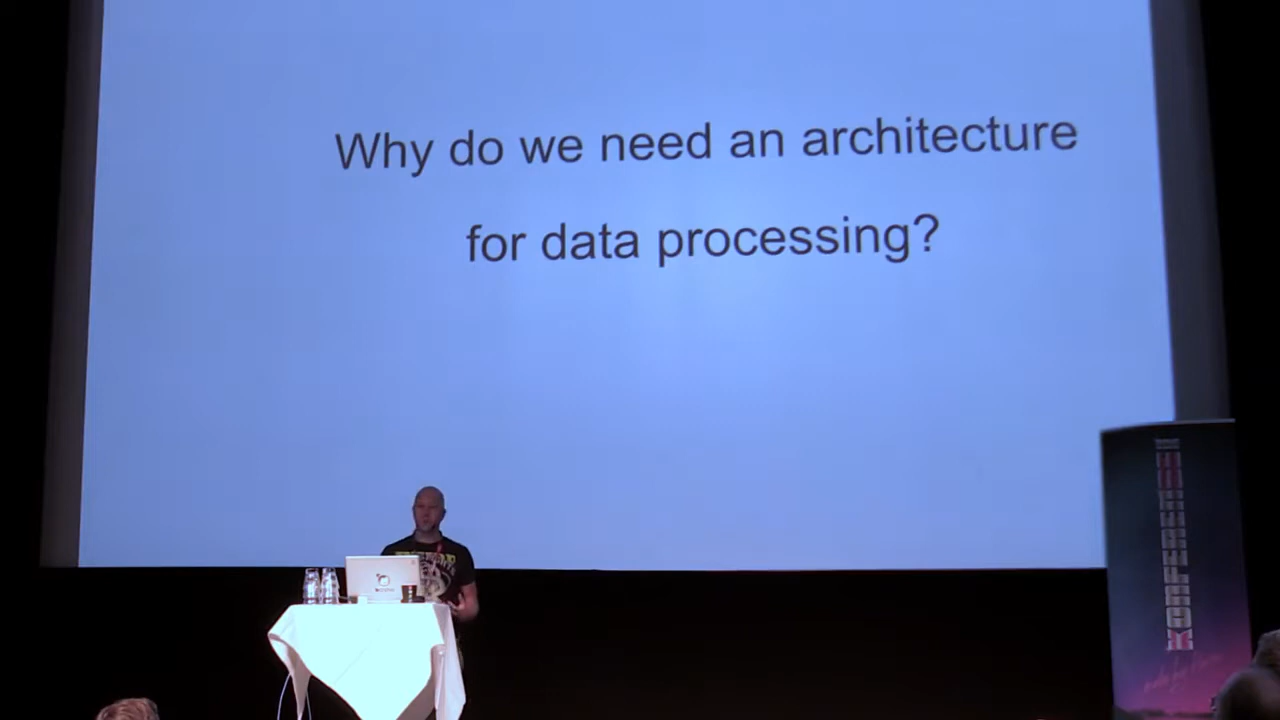 Why do we need an architecture
for data processing?